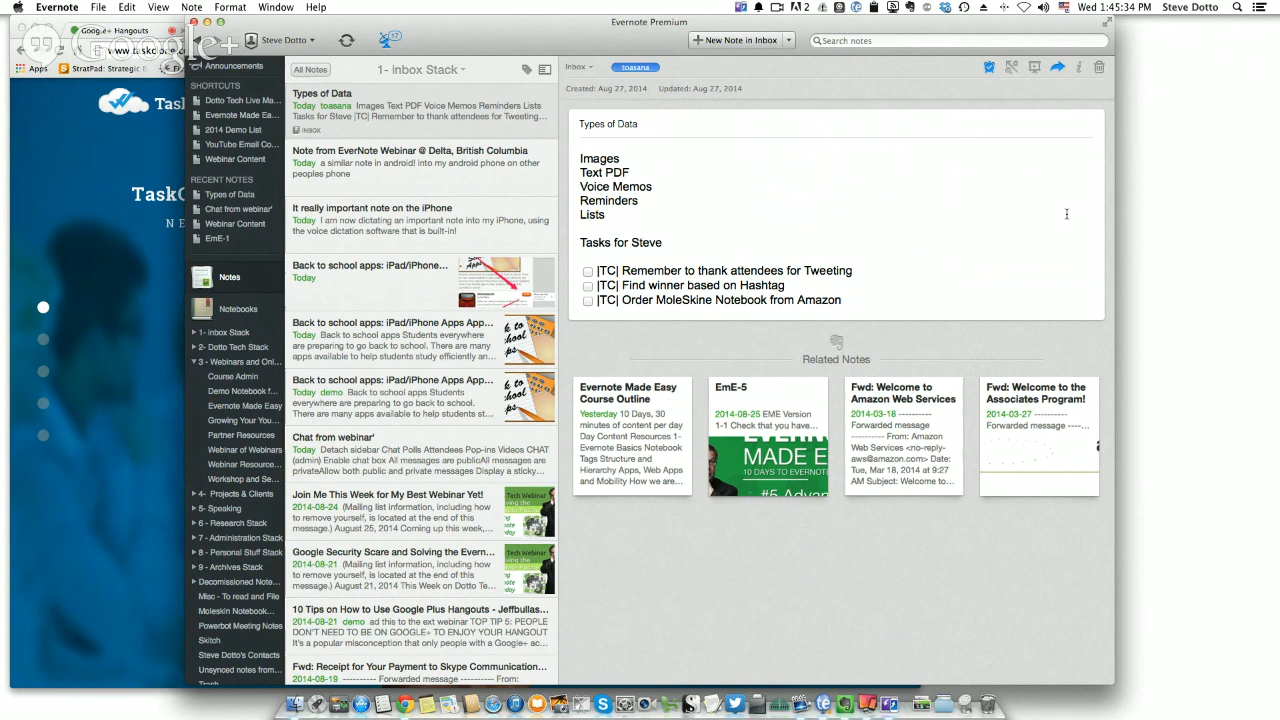 Evernote File Edit View Note Format Window Help
2 Wed 1:45:34 PM Steve Dotto
Evernote Premium
Google+ Hangouts
Google+
www.taskclone.
Steve Dotto
17
New Note in Inbox
Search notes
Apps StratPad: Strategic B
Announcements
SHORTCUTS
Dotto Tech Live Ma...
Evernote Made Ea...
2014 Demo List
YouTube Email Co...
Webinar Content
RECENT NOTES
Types of Data
Chat from webinar'
Webinar Content
EmE-1
Notes
Notebooks
1- inbox Stack
2- Dotto Tech Stack
3 - Webinars and Onl...
Course Admin
Demo Notebook f...
Evernote Made Easy
Growing Your You...
Partner Resources
Webinar of Webinars
Webinar Resource...
Workshop and Se...
4- Projects & Clients
5- Speaking
6 - Research Stack
7 - Administration Stack
8 - Personal Stuff Stack
9 - Archives Stack
Decomissioned Note...
Misc - To read and File
Moleskin Notebook...
Powerbot Meeting Notes
Skitch
Steve Dotto's Contacts
Unsynced notes from...
Trash
Tas
TaskC
N E
All Notes
1- inbox Stack
Types of Data
Today toasana Images Text PDF Voice Memos Reminders Lists
Tasks for Steve |TC| Remember to thank attendees for Tweeting...
INBOX
Note from EverNote Webinar @ Delta, British Columbia
Today a similar note in android! into my android phone on other
peoples phone
It really important note on the iPhone
Today I am now dictating an important note into my iPhone, using
the voice dictation software that is built-in!
Back to school apps: iPad/iPhone...
Today
Back to school apps: iPad/iPhone Apps App...
Today Back to school apps Students everywhere
are preparing to go back to school. There are many
apps available to help students study efficiently an...
Back to school apps: iPad/iPhone Apps App...
Today demo Back to school apps Students
everywhere are preparing to go back to school.
There are many apps available to help students st...
Chat from webinar'
Today Detach sidebar Chat Polls Attendees Pop-ins Videos CHAT
(admin) Enable chat box All messages are publicAll messages are
privateAllow both public and private messages Display a sticky...
Join Me This Week for My Best Webinar Yet!
2014-08-24 (Mailing list information, including
how to remove yourself, is located at the end of this
message.) August 25, 2014 Coming up this week,...
Google Security Scare and Solving the Evern...
2014-08-21 (Mailing list information, including
how to remove yourself, is located at the end of this
message.) August 21, 2014 This Week on Dotto Te...
10 Tips on How to Use Google Plus Hangouts - Jeffbullas...
2014-08-21 demo ad this to the ext webinar TOP TIP 5: PEOPLE
DON'T NEED TO BE ON GOOGLE+ TO ENJOY YOUR HANGOUT
It's a popular misconception that only people with a Google+ ac...
Fwd: Receipt for Your Payment to Skype Communication...
2014-08-19 ---------- Forwarded message ---------- From:
Inbox toasana
Created: Aug 27, 2014 Updated: Aug 27, 2014
Types of Data
Images
Text PDF
Voice Memos
Reminders
Lists
Tasks for Steve
|TC| Remember to thank attendees for Tweeting
|TC| Find winner based on Hashtag
|TC| Order MoleSkine Notebook from Amazon
Related Notes
Evernote Made Easy
Course Outline
Yesterday 10 Days, 30
minutes of content per day
Day Content Resources 1-
Evernote Basics Notebook
Tags Structure and
Hierarchy Apps, Web Apps
and Mobility How we are...
EmE-5
2014-08-25 EME Version
1-1 Check that you have...
MADE E
10 DAYS TO EVERNOTE
#5 Advan
Fwd: Welcome to
Amazon Web Services
2014-03-18 ----------
Forwarded message
---------- From: Amazon
Web Services <no-reply-
aws@amazon.com> Date:
Tue, Mar 18, 2014 at 9:27
AM Subject: Welcome to...
Fwd: Welcome to the
Associates Program!
2014-03-27 ----------
Forwarded message ----...